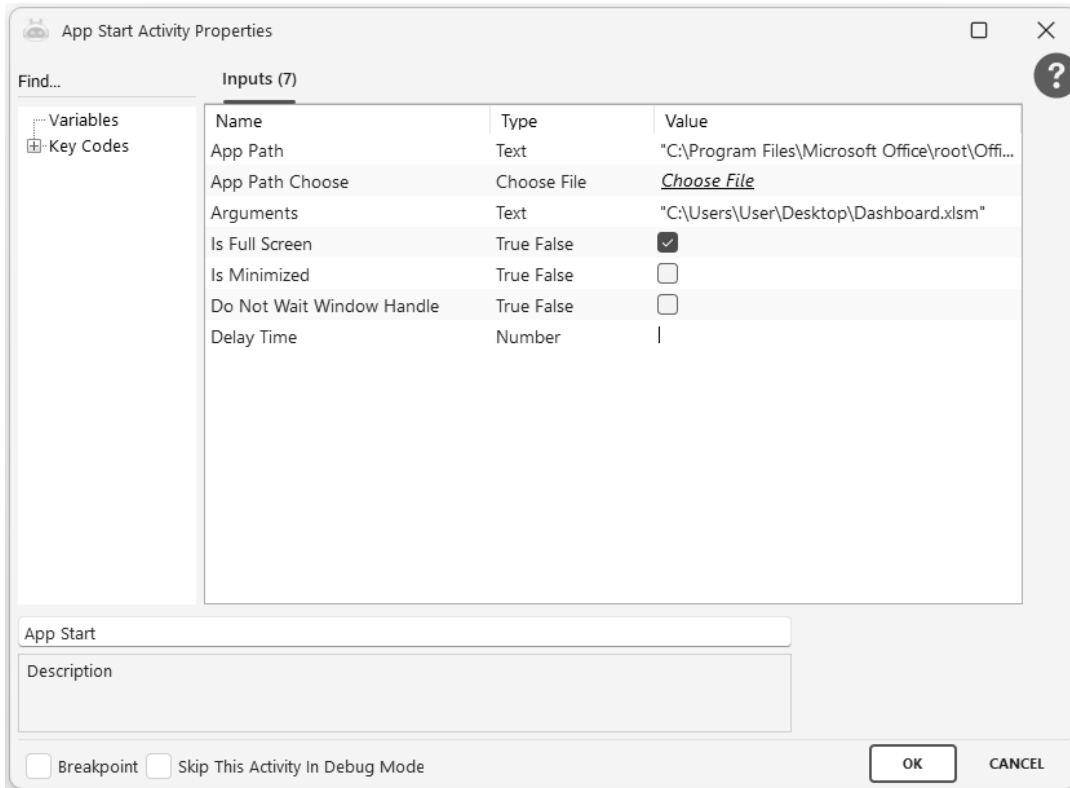 App Start Activity Properties
Find...
Inputs (7)
?
Variables
Key Codes
Name Type Value
App Path Text "C:\Program Files\Microsoft Office\root\Offi...
App Path Choose Choose File Choose File
Arguments Text "C:\Users\User\Desktop\Dashboard.xlsm"
Is Full Screen True False
Is Minimized True False
Do Not Wait Window Handle True False
Delay Time Number
App Start
Description
Breakpoint Skip This Activity In Debug Mode OK CANCEL